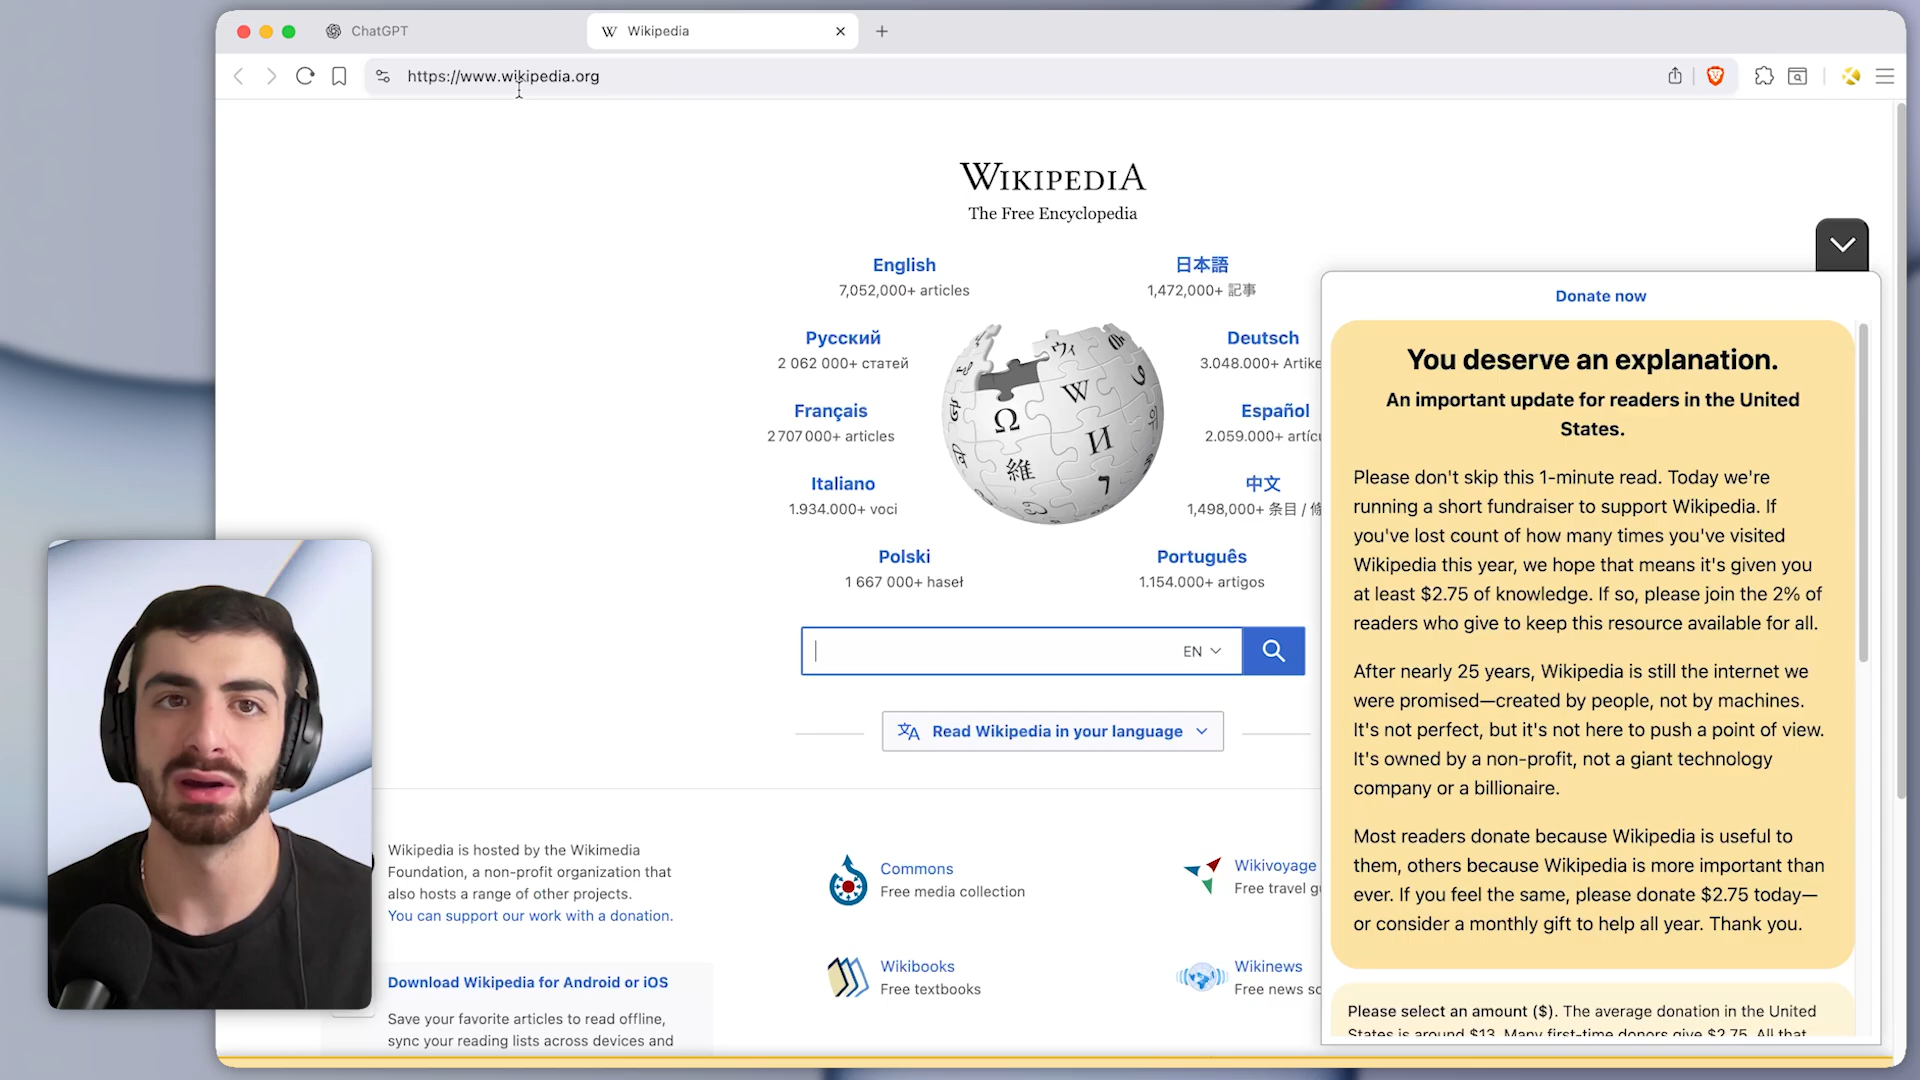 ChatGPT
Wikipedia
https://www.wikipedia.org
WIKIPEDIA
The Free Encyclopedia
English
7,052,000+ articles
日本語
1,472,000+ 記事
Русский
2 062 000+ статей
Deutsch
3.048.000+ Artike
Français
2 707 000+ articles
Español
2.059.000+ artícu
Italiano
1.934.000+ voci
中文
1,498,000+ 条目 /
Polski
1 667 000+ haseł
Português
1.154.000+ artigos
EN
Read Wikipedia in your language
Wikipedia is hosted by the Wikimedia
Foundation, a non-profit organization that
also hosts a range of other projects.
You can support our work with a donation.
Download Wikipedia for Android or iOS
Save your favorite articles to read offline,
sync your reading lists across devices and
Commons
Free media collection
Wikivoyage
Free travel g
Wikibooks
Free textbooks
Wikinews
Free news so
Donate now
You deserve an explanation.
An important update for readers in the United
States.
Please don't skip this 1-minute read. Today we're
running a short fundraiser to support Wikipedia. If
you've lost count of how many times you've visited
Wikipedia this year, we hope that means it's given you
at least $2.75 of knowledge. If so, please join the 2% of
readers who give to keep this resource available for all.
After nearly 25 years, Wikipedia is still the internet we
were promised—created by people, not by machines.
It's not perfect, but it's not here to push a point of view.
It's owned by a non-profit, not a giant technology
company or a billionaire.
Most readers donate because Wikipedia is useful to
them, others because Wikipedia is more important than
ever. If you feel the same, please donate $2.75 today—
or consider a monthly gift to help all year. Thank you.
Please select an amount ($). The average donation in the United
States is around $13. Many first-time donors give $2.75. All that